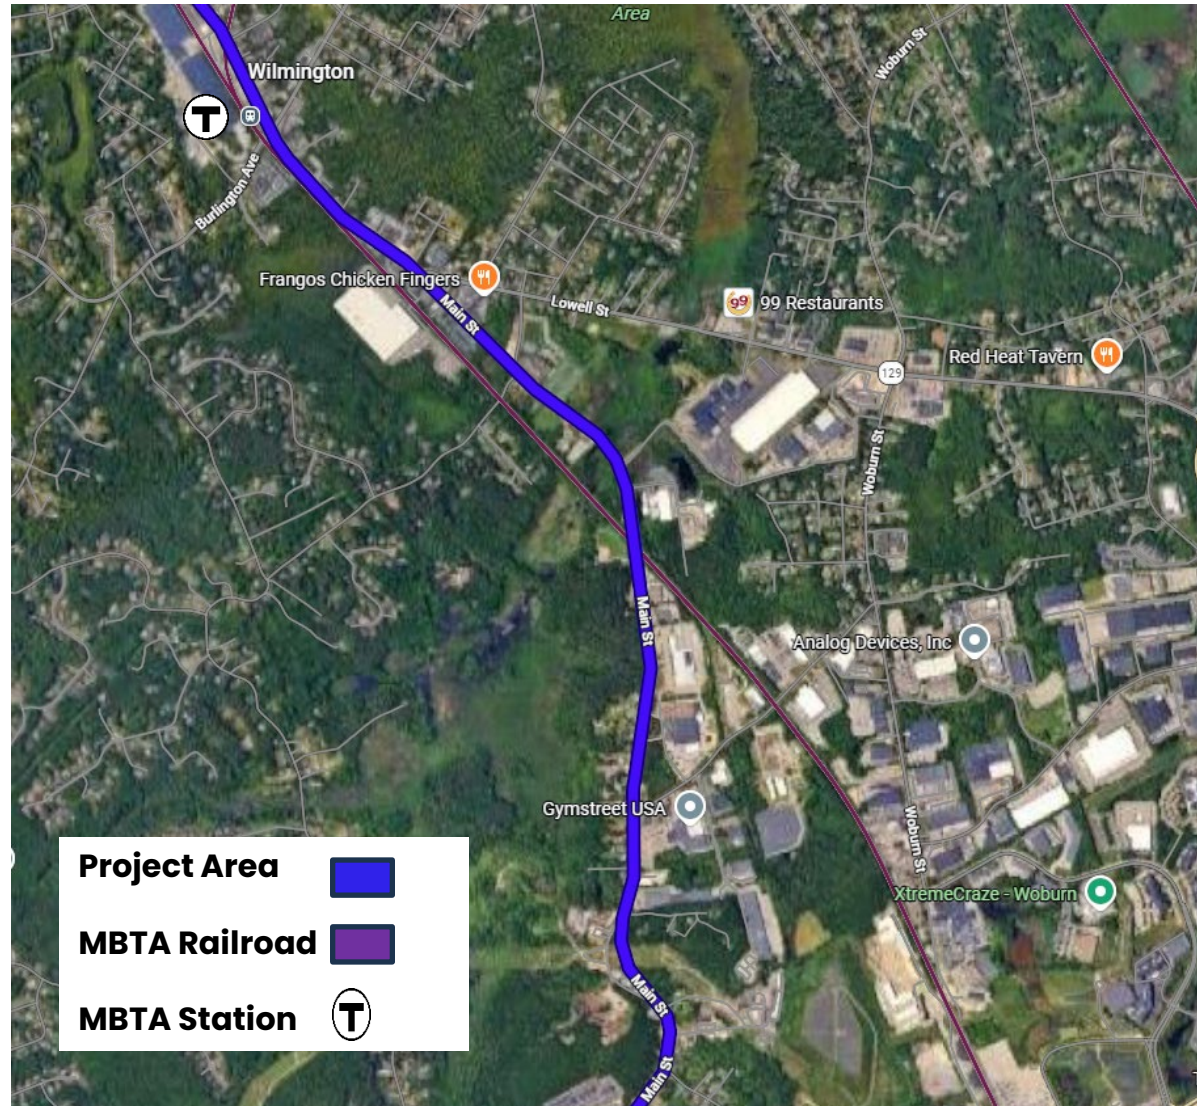 Area
Woburn St
Wilmington
T
Burlington Ave
Frangos Chicken Fingers
Main St
Lowell St
99
99 Restaurants
Red Heat Tavern
129
Woburn St
Main St
Analog Devices, Inc
Gymstreet USA
Woburn St
XtremeCraze - Woburn
Main St
Main St
Project Area
MBTA Railroad
MBTA Station
T